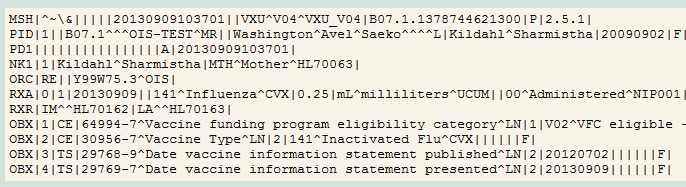 MSH|^~\&|||||20130909103701||VXU^V04^VXU_V04|B07.1.1378744621300|P|2.5.1|
PID|1||B07.1^^^OIS-TEST^MR||Washington^Avel^Saeko^^^^L|Kildahl^Sharmistha|20090902|F|
PD1||||||||||||||||A|20130909103701|
NK1|1|Kildahl^Sharmistha|MTH^Mother^HL70063|
ORC|RE||Y99W75.3^OIS|
RXA|0|1|20130909||141^Influenza^CVX|0.25|mL^milliliters^UCUM||00^Administered^NIP001|
RXR|IM^^HL70162|LA^^HL70163|
OBX|1|CE|64994-7^Vaccine funding program eligibility category^LN|1|V02^VFC eligible -
OBX|2|CE|30956-7^Vaccine Type^LN|2|141^Inactivated Flu^CVX||||||F|
OBX|3|TS|29768-9^Date vaccine information statement published^LN|2|20120702||||||F|
OBX|4|TS|29769-7^Date vaccine information statement presented^LN|2|20130909||||||F|